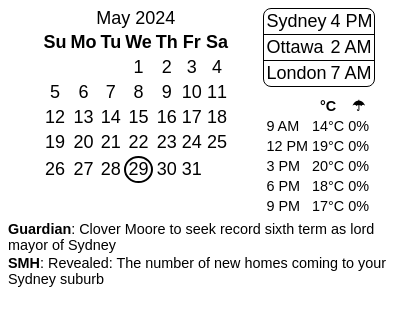 May 2024
Su Mo Tu We Th Fr Sa
1 2 3 4
5 6 7 8 9 10 11
12 13 14 15 16 17 18
19 20 21 22 23 24 25
26 27 28 29 30 31
Sydney 4 PM
Ottawa 2 AM
London 7 AM
°C ☂
9 AM 14°C 0%
12 PM 19°C 0%
3 PM 20°C 0%
6 PM 18°C 0%
9 PM 17°C 0%
Guardian: Clover Moore to seek record sixth term as lord
mayor of Sydney
SMH: Revealed: The number of new homes coming to your
Sydney suburb